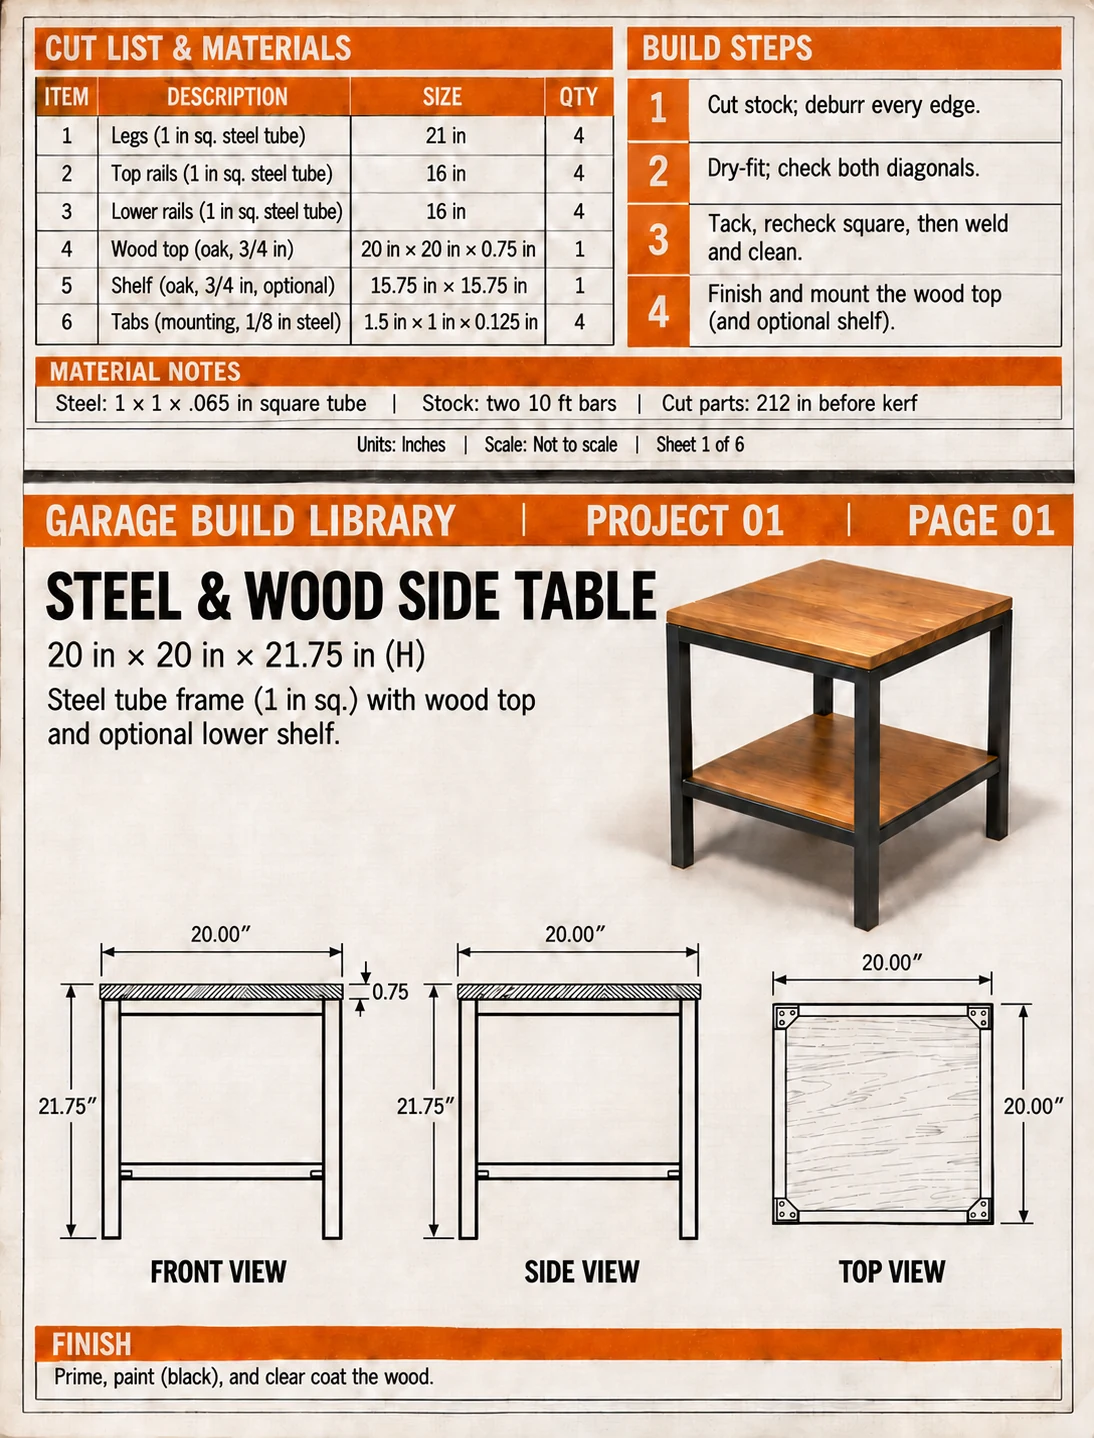 CUT LIST & MATERIALS
ITEM DESCRIPTION SIZE QTY
1 Legs (1 in sq. steel tube) 21 in 4
2 Top rails (1 in sq. steel tube) 16 in 4
3 Lower rails (1 in sq. steel tube) 16 in 4
4 Wood top (oak, 3/4 in) 20 in × 20 in × 0.75 in 1
5 Shelf (oak, 3/4 in, optional) 15.75 in × 15.75 in 1
6 Tabs (mounting, 1/8 in steel) 1.5 in × 1 in × 0.125 in 4
BUILD STEPS
1 Cut stock; deburr every edge.
2 Dry-fit; check both diagonals.
3 Tack, recheck square, then weld
and clean.
4 Finish and mount the wood top
(and optional shelf).
MATERIAL NOTES
Steel: 1 × 1 × .065 in square tube | Stock: two 10 ft bars | Cut parts: 212 in before kerf
Units: Inches | Scale: Not to scale | Sheet 1 of 6
GARAGE BUILD LIBRARY | PROJECT 01 | PAGE 01
STEEL & WOOD SIDE TABLE
20 in × 20 in × 21.75 in (H)
Steel tube frame (1 in sq.) with wood top
and optional lower shelf.
20.00″
0.75
21.75″
FRONT VIEW
20.00″
21.75″
SIDE VIEW
20.00″
20.00″
TOP VIEW
FINISH
Prime, paint (black), and clear coat the wood.